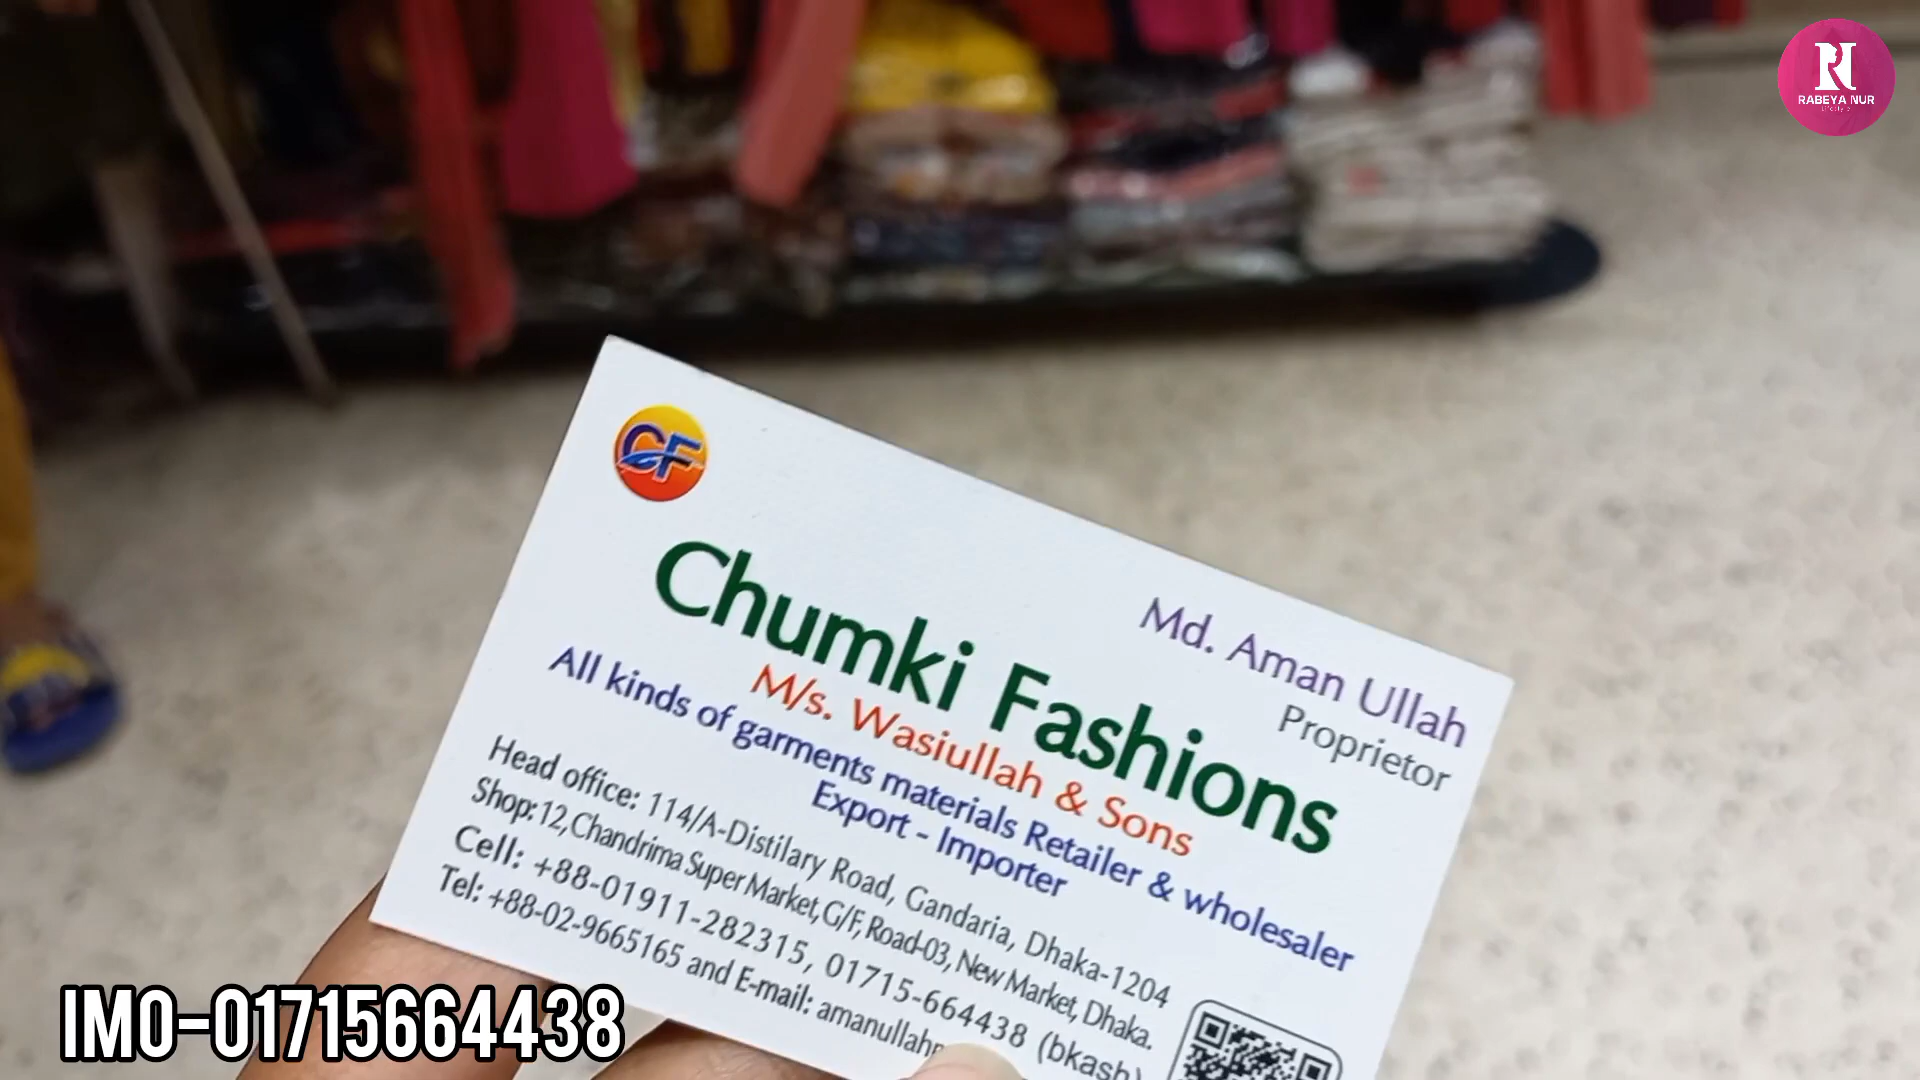 RI
RABEYA NUR
Lifestyle
CF
Md. Aman Ullah
Proprietor
Chumki Fashions
M/s. Wasiullah & Sons
All kinds of garments materials Retailer & wholesaler
Export - Importer
Head office: 114/A-Distilary Road, Gandaria, Dhaka-1204
Shop: 12, Chandrima Super Market, G/F, Road-03, New Market, Dhaka.
Cell: +88-01911-282315, 01715-664438 (bkash)
Tel: +88-02-9665165 and E-mail: amanullah
IMO-01715664438